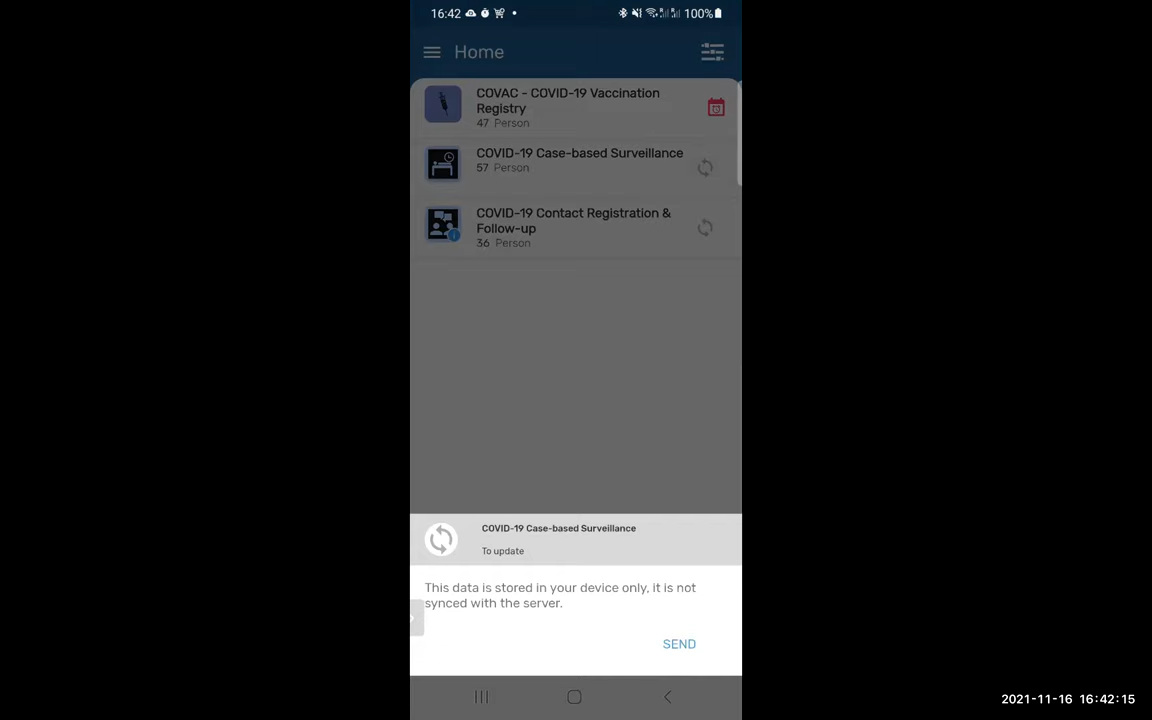 16:42
100%
Home
COVAC - COVID-19 Vaccination
Registry
47 Person
COVID-19 Case-based Surveillance
57 Person
COVID-19 Contact Registration &
Follow-up
36 Person
COVID-19 Case-based Surveillance
To update
This data is stored in your device only, it is not
synced with the server.
SEND
2021-11-16 16:42:15